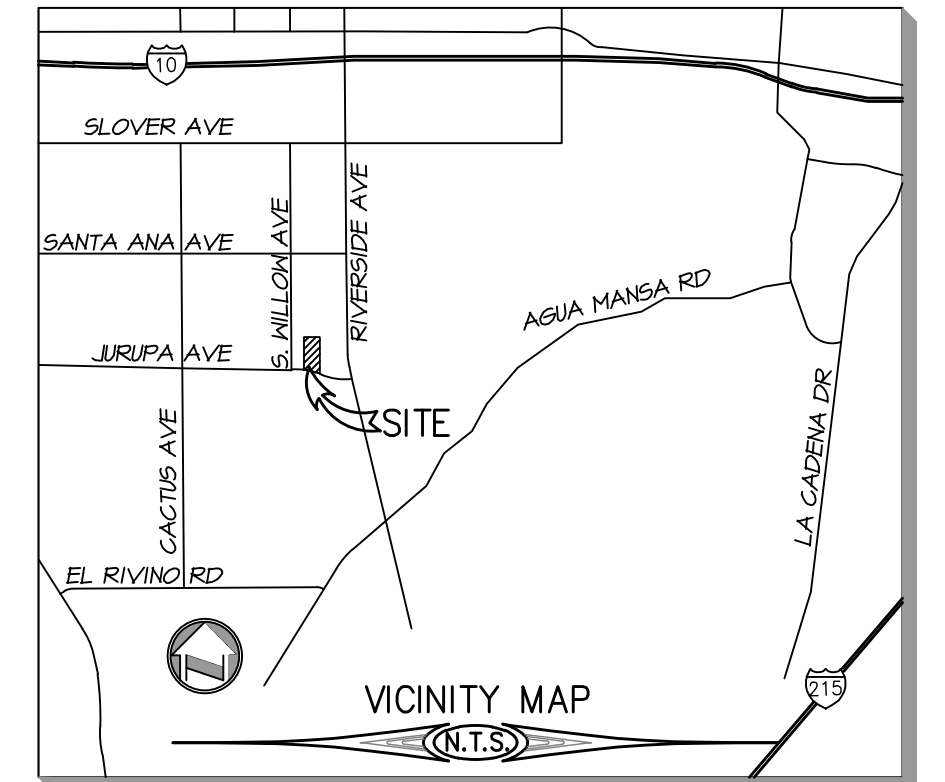 10
SLOVER AVE
S. WILLOW AVE
RIVERSIDE AVE
SANTA ANA AVE
AGUA MANSA RD
JURUPA AVE
SITE
CACTUS AVE
LA CADENA DR
EL RIVINO RD
215
VICINITY MAP
N.T.S.